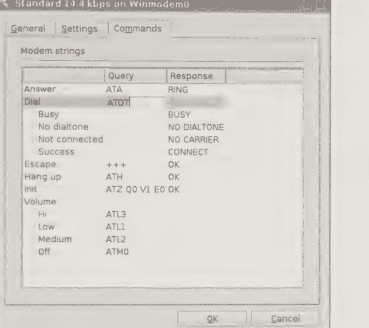 Standard 14.4 kbps on Winmodem0
General Settings Commands
Modem strings
Query Response
Answer ATA RING
Dial ATDT
Busy BUSY
No dialtone NO DIALTONE
Not connected NO CARRIER
Success CONNECT
Escape +++ OK
Hang up ATH OK
Init ATZ Q0 V1 E0 OK
Volume
Hi ATL3
Low ATL1
Medium ATL2
Off ATM0
OK Cancel